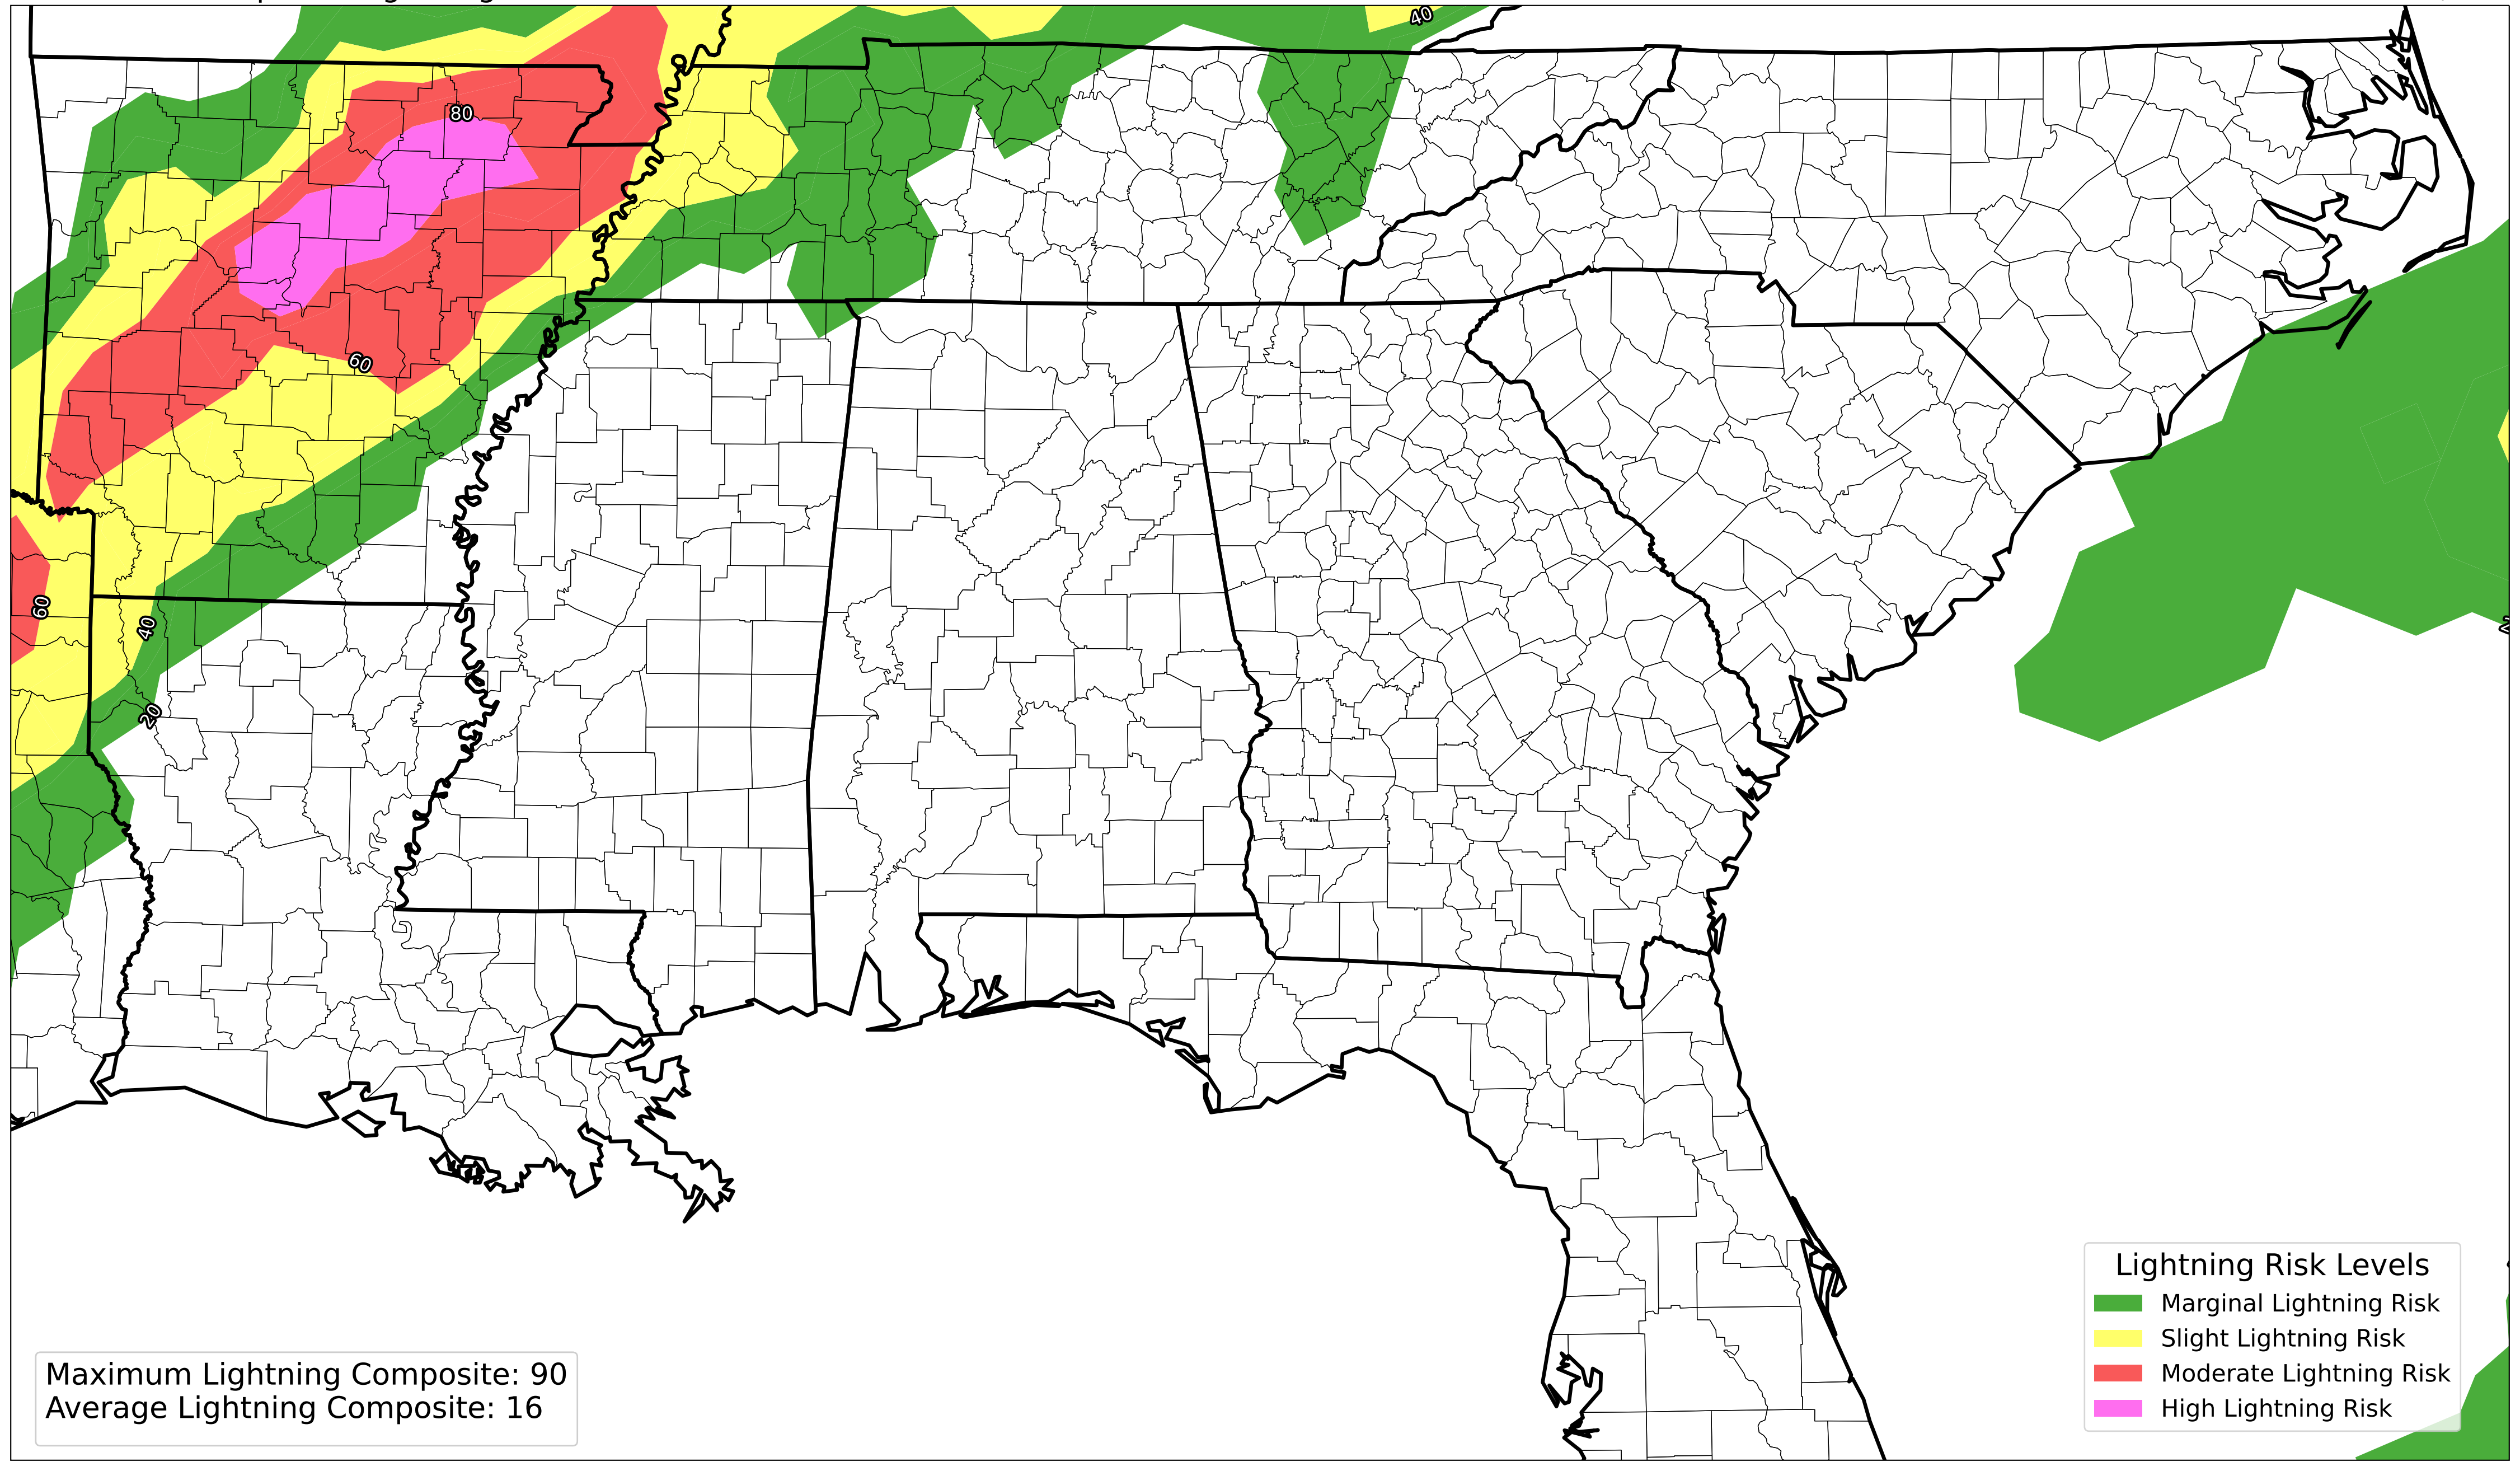 40
80
60
60
40
20
Lightning Risk Levels
Marginal Lightning Risk
Slight Lightning Risk
Moderate Lightning Risk
High Lightning Risk
Maximum Lightning Composite: 90
Average Lightning Composite: 16